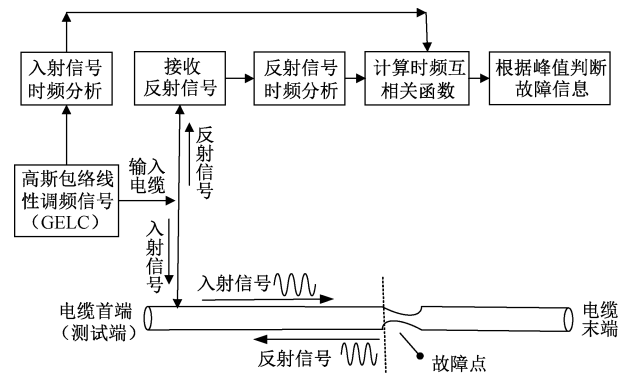 入射信号
时频分析
接收
反射信号
反射信号
时频分析
计算时频互
相关函数
根据峰值判断
故障信息
反射信号
输入
电缆
高斯包络线
性调频信号
（GELC）
入射信号
入射信号
电缆首端
（测试端）
电缆
末端
反射信号
故障点